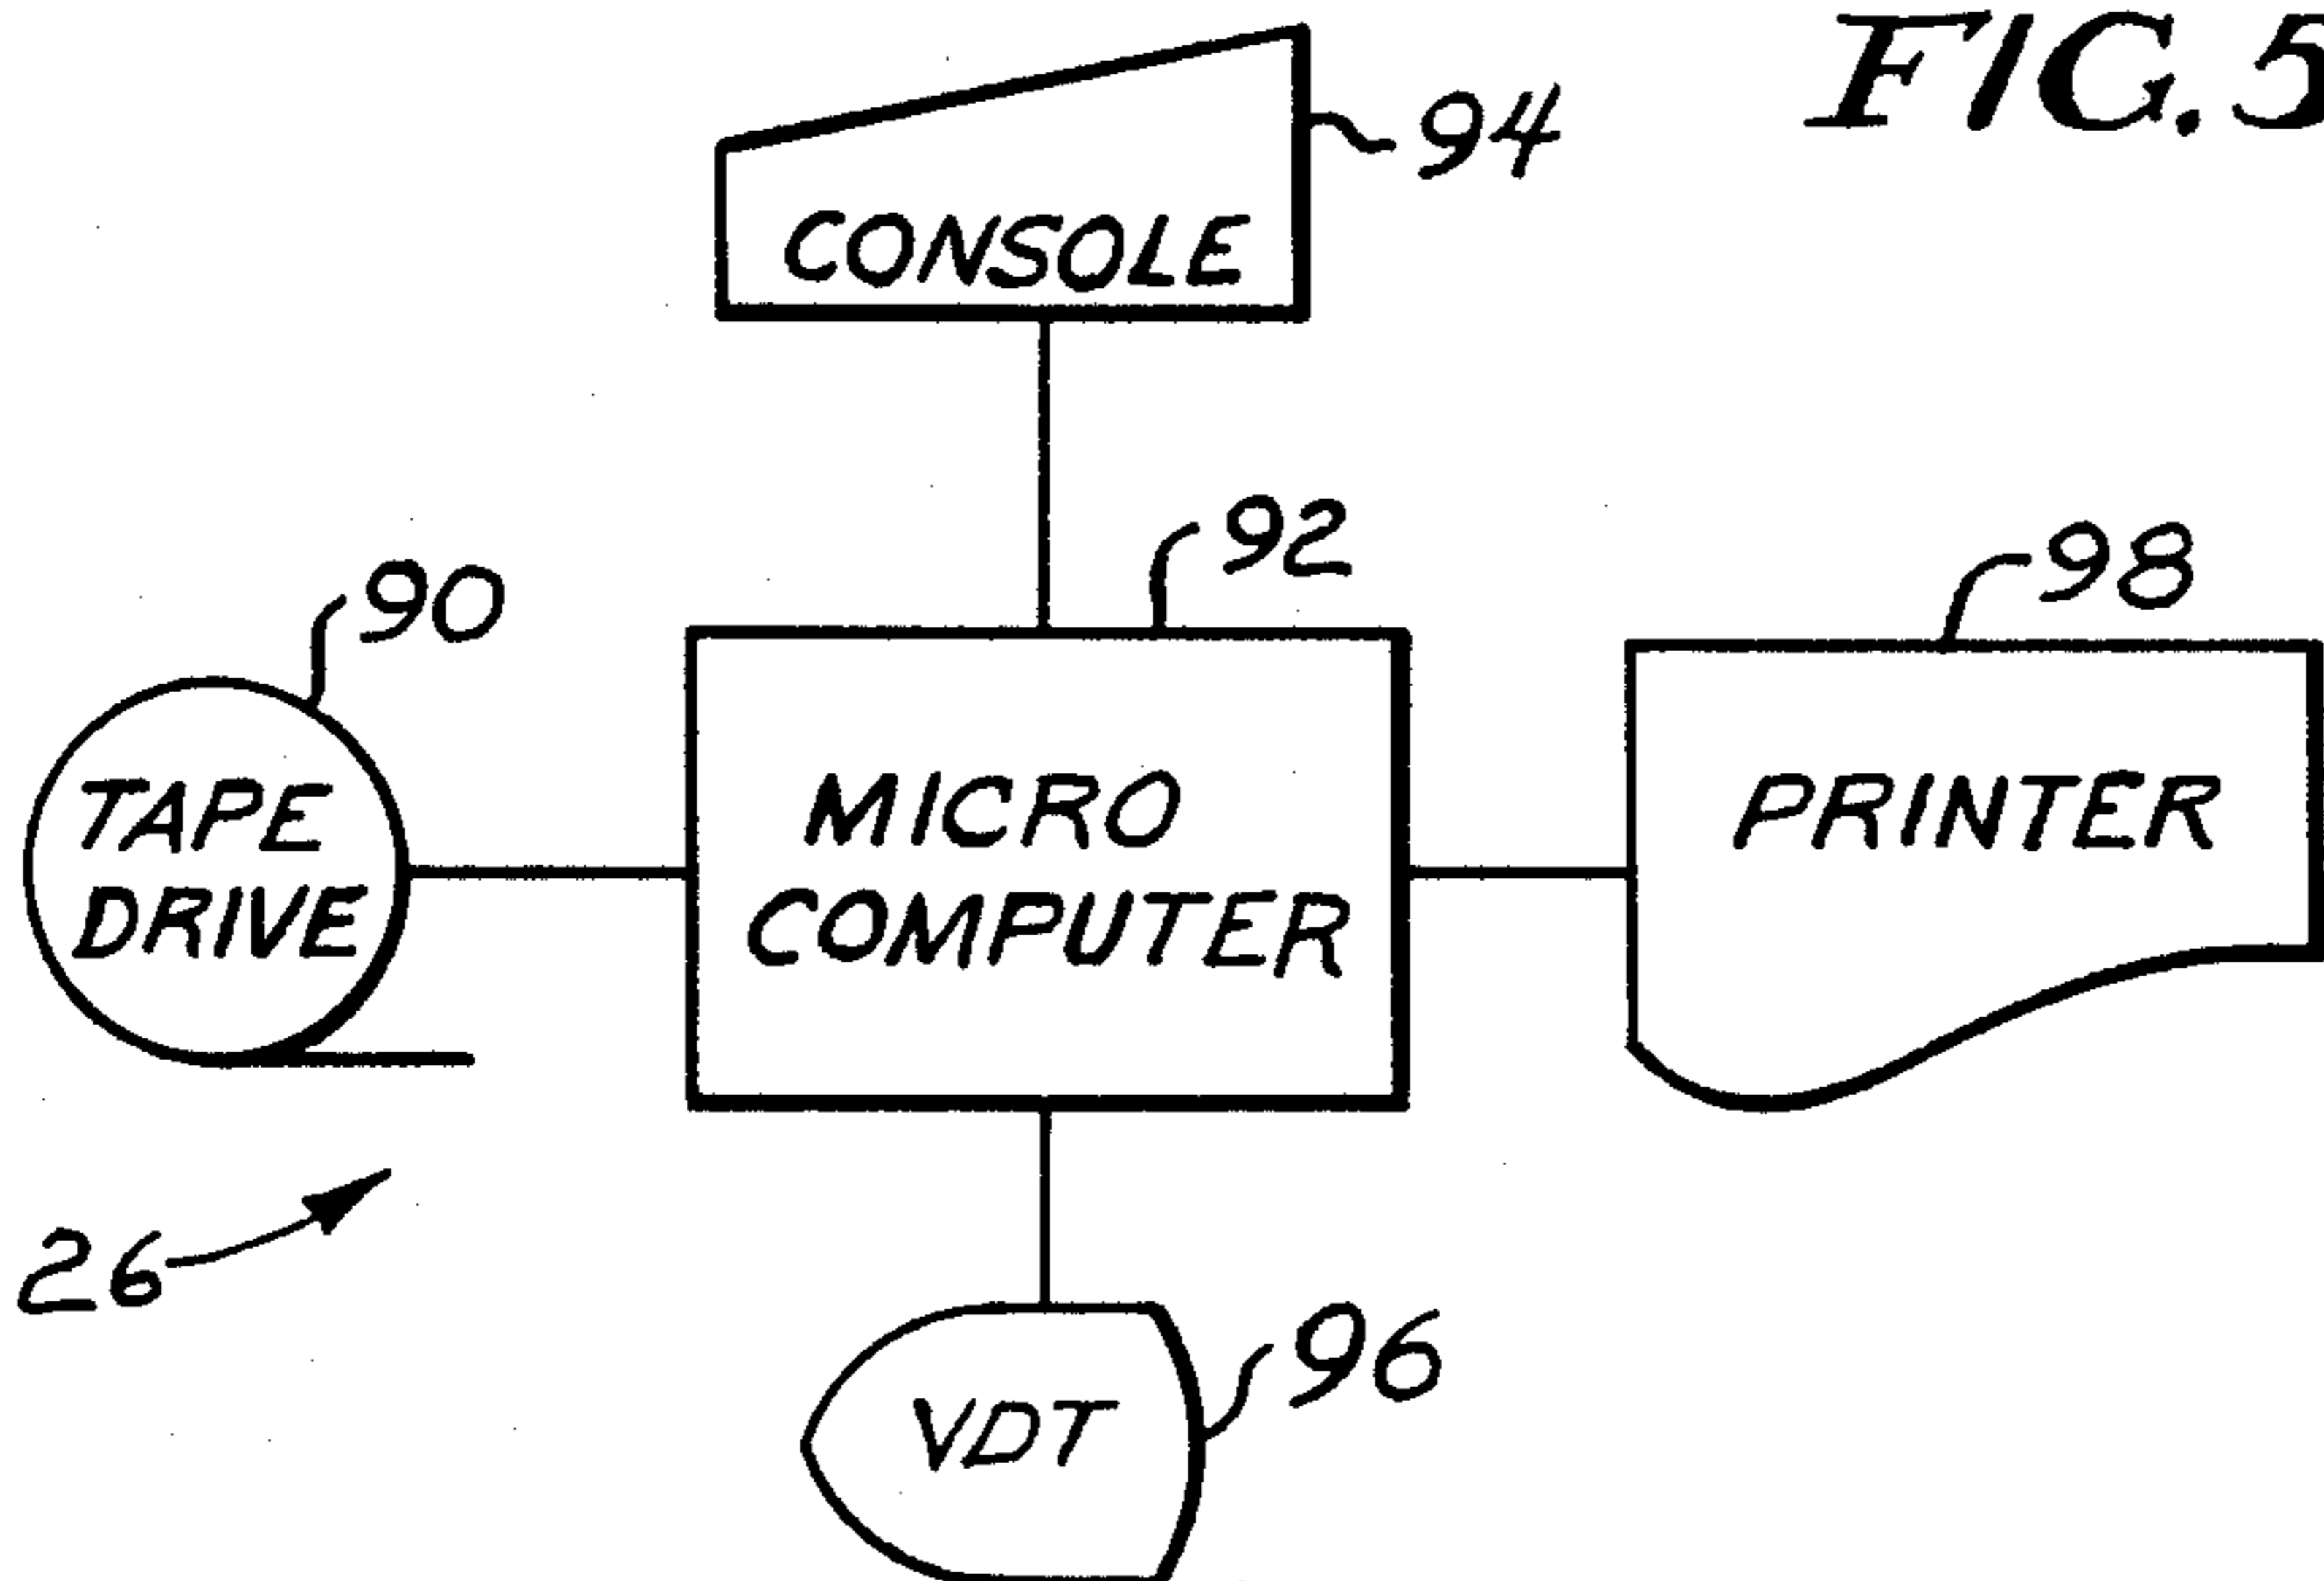 FIG. 5
94
CONSOLE
92
98
90
TAPE
DRIVE
MICRO
COMPUTER
PRINTER
26
96
VDT